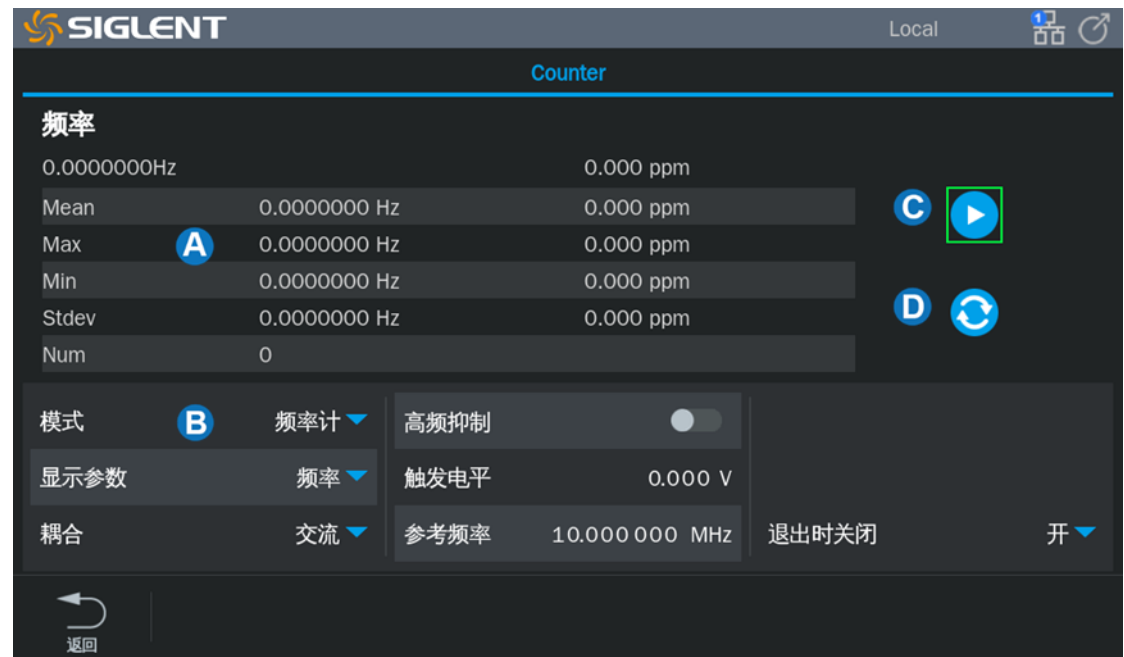 SIGLENT Local 1
Counter
频率
0.0000000Hz 0.000 ppm
Mean 0.0000000 Hz 0.000 ppm
C
Max A 0.0000000 Hz 0.000 ppm
Min 0.0000000 Hz 0.000 ppm
D
Stdev 0.0000000 Hz 0.000 ppm
Num 0
模式 B 频率计 高频抑制
显示参数 频率 触发电平 0.000 V
耦合 交流 参考频率 10.000 000 MHz 退出时关闭 开
返回